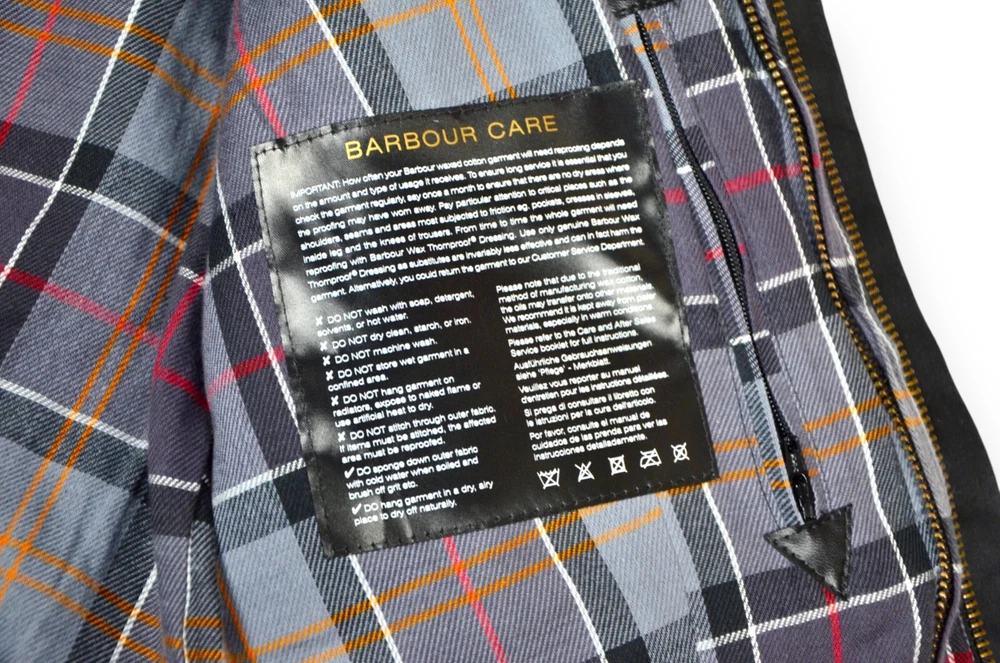 BARBOUR CARE
IMPORTANT: How often your Barbour waxed cotton garment will need reproofing depends
on the amount and type of usage it receives. To ensure long service it is essential that you
check the garment regularly, say once a month to ensure that there are no dry areas where
the proofing may have worn away. Pay particular attention to critical places such as the
shoulders, seams and areas most subjected to friction eg. pockets, creases in sleeves,
inside leg and the knees of trousers. From time to time the whole garment will need
reproofing with Barbour Wax Thornproof® Dressing. Use only genuine Barbour Wax
Thornproof® Dressing as substitutes are invariably less effective and can in fact harm the
garment. Alternatively, you could return the garment to our Customer Service Department.
✘ DO NOT wash with soap, detergent,
solvents, or hot water.
✘ DO NOT dry clean, starch, or iron.
✘ DO NOT machine wash.
✘ DO NOT store wet garment in a
confined area.
✘ DO NOT hang garment on
radiators, expose to naked flame or
use artificial heat to dry.
✘ DO NOT stitch through outer fabric.
If items must be stitched, the affected
area must be reproofed.
✔ DO sponge down outer fabric
with cold water when soiled and
brush off grit etc.
✔ DO hang garment in a dry, airy
place to dry off naturally.
Please note that due to the traditional
method of manufacturing wax cotton,
the oils may transfer onto other materials.
We recommend it is kept away from paler
materials, especially in warm conditions.
Please refer to the Care and After Sales
Service booklet for full instructions.
Ausführliche Gebrauchsanweisungen
siehe "Pflege" - Merkblatt.
Veuillez vous reporter au manuel
d'entretien pour les instructions détaillées.
Si prega di consultare il libretto con
le istruzioni per la cura dell'articolo.
Por favor, consulte el manual de
cuidados de las prenda para ver las
instrucciones detalladamente.